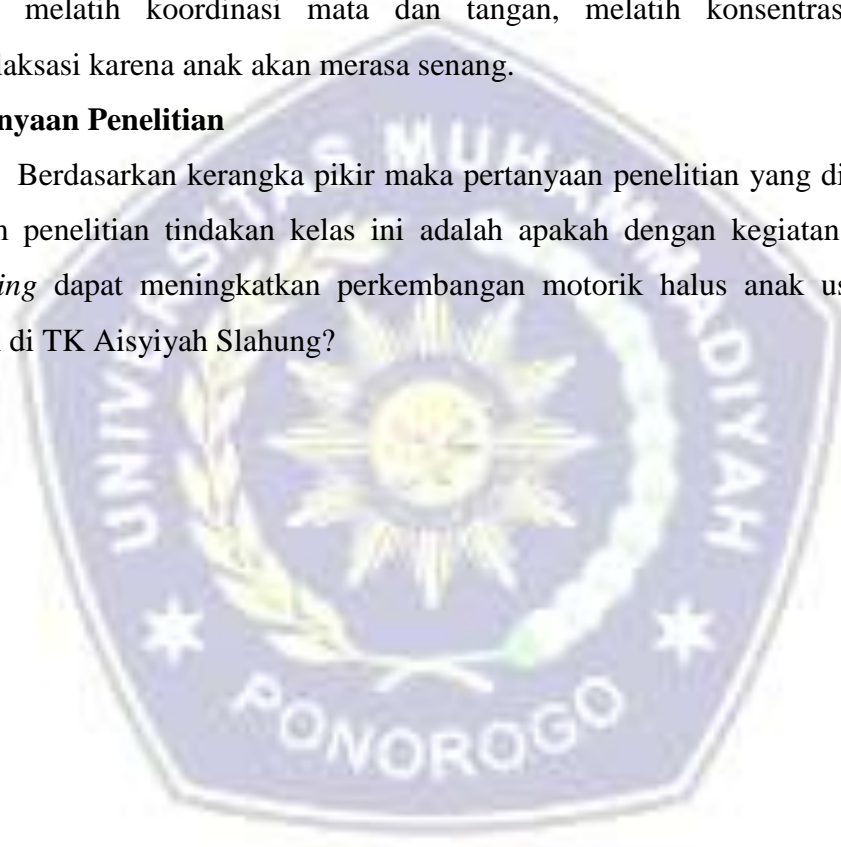 melatih koordinasi mata dan tangan, melatih konsentras
laksasi karena anak akan merasa senang.
nyaan Penelitian
Berdasarkan kerangka pikir maka pertanyaan penelitian yang di
penelitian tindakan kelas ini adalah apakah dengan kegiatan
ing dapat meningkatkan perkembangan motorik halus anak us
di TK Aisyiyah Slahung?
UNIVERSITAS MUHAMMADIYAH
PONOROGO